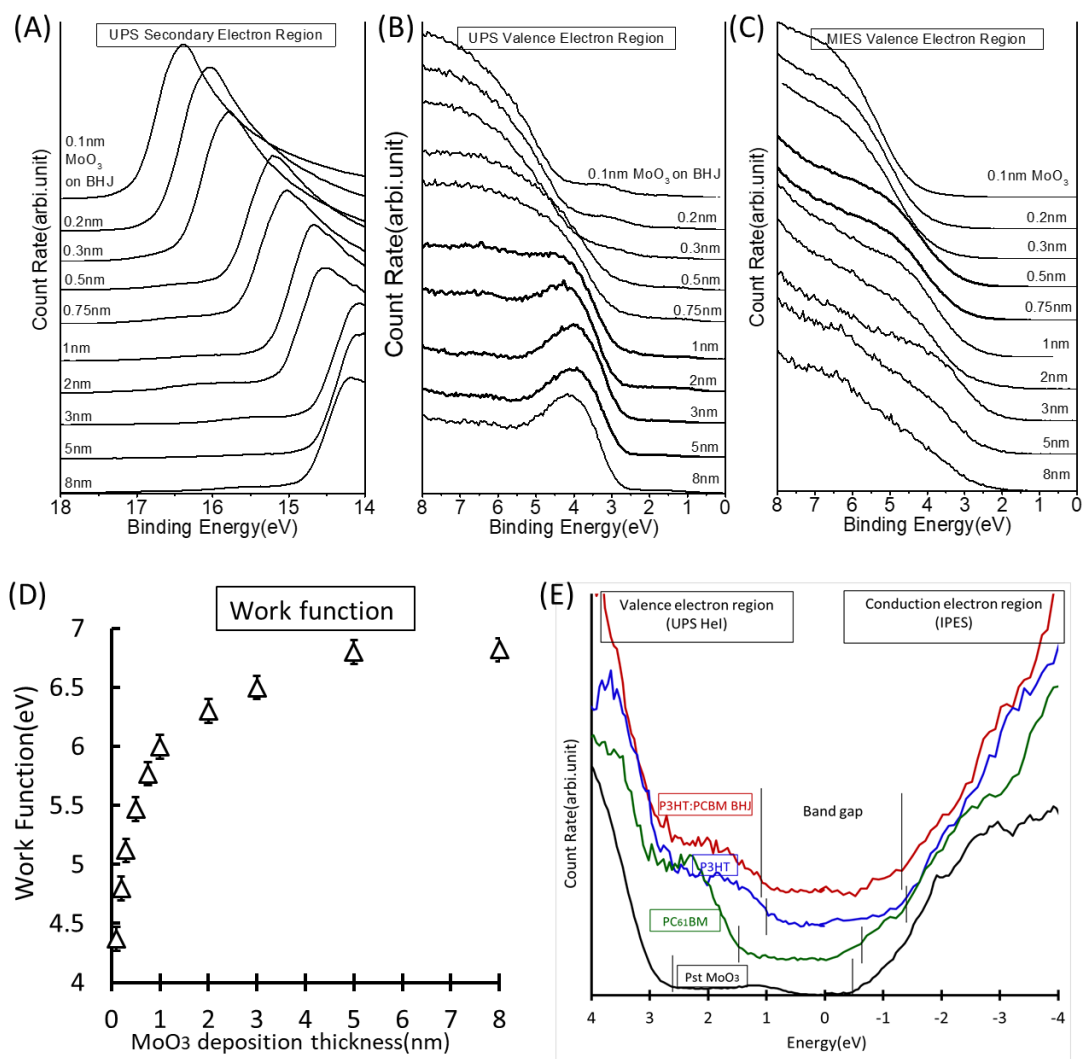 (A)
UPS Secondary Electron Region
Count Rate(arbi.unit)
0.1nm
MoO₃
on BHJ
0.2nm
0.3nm
0.5nm
0.75nm
1nm
2nm
3nm
5nm
8nm
18 17 16 15 14
Binding Energy(eV)
(B)
UPS Valence Electron Region
Count Rate(arbi.unit)
0.1nm MoO₃ on BHJ
0.2nm
0.3nm
0.5nm
0.75nm
1nm
2nm
3nm
5nm
8nm
8 7 6 5 4 3 2 1 0
Binding Energy(eV)
(C)
MIES Valence Electron Region
Count Rate(arbi.unit)
0.1nm MoO₃
0.2nm
0.3nm
0.5nm
0.75nm
1nm
2nm
3nm
5nm
8nm
8 7 6 5 4 3 2 1 0
Binding Energy(eV)
(D)
Work function
Work Function(eV)
7
6.5
6
5.5
5
4.5
4
0 1 2 3 4 5 6 7 8
MoO₃ deposition thickness(nm)
(E)
Valence electron region
(UPS HeI)
Conduction electron region
(IPES)
Count Rate(arbi.unit)
P3HT:PCBM BHJ
Band gap
P3HT
PC₆₁BM
Pst MoO₃
4 3 2 1 0 -1 -2 -3 -4
Energy(eV)